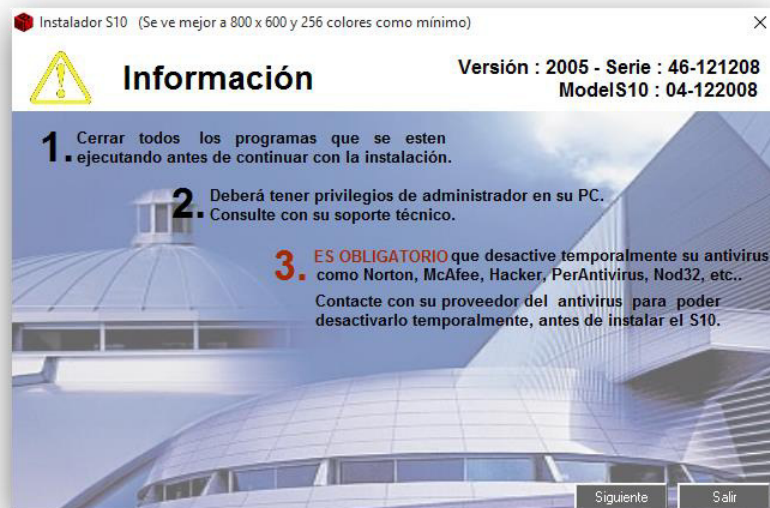 Instalador S10 (Se ve mejor a 800 x 600 y 256 colores como mínimo)
Información
Versión : 2005 - Serie : 46-121208
ModelS10 : 04-122008
1. Cerrar todos los programas que se esten
ejecutando antes de continuar con la instalación.
2. Deberá tener privilegios de administrador en su PC.
Consulte con su soporte técnico.
3. ES OBLIGATORIO que desactive temporalmente su antivirus
como Norton, McAfee, Hacker, PerAntivirus, Nod32, etc..
Contacte con su proveedor del antivirus para poder
desactivarlo temporalmente, antes de instalar el S10.
Siguiente
Salir